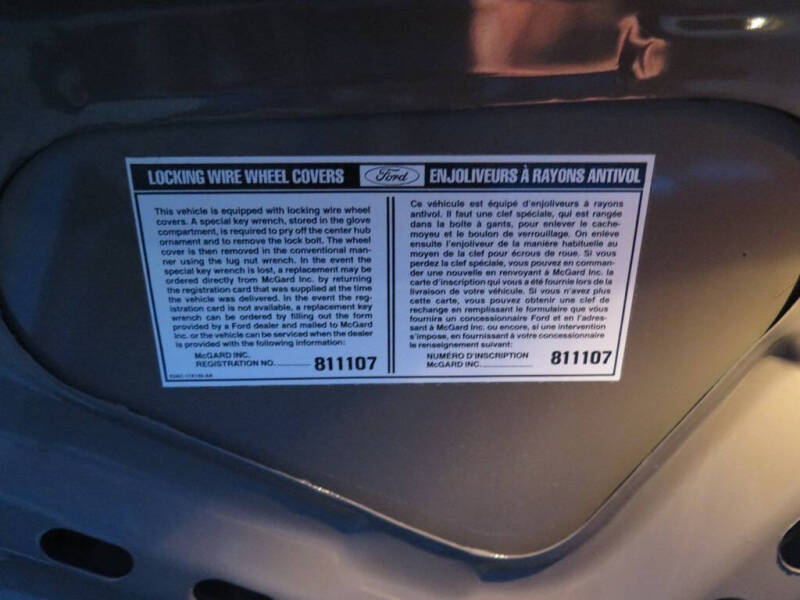 LOCKING WIRE WHEEL COVERS
Ford
ENJOLIVEURS À RAYONS ANTIVOL
This vehicle is equipped with locking wire wheel
covers. A special key wrench, stored in the glove
compartment, is required to pry off the center hub
ornament and to remove the lock bolt. The wheel
cover is then removed in the conventional man-
ner using the lug nut wrench. In the event the
special key wrench is lost, a replacement may be
ordered directly from McGard Inc. by returning
the registration card that was supplied at the time
the vehicle was delivered. In the event the reg-
istration card is not available, a replacement key
wrench can be ordered by filling out the form
provided by a Ford dealer and mailed to McGard
Inc. or the vehicle can be serviced when the dealer
is provided with the following information:
McGARD INC.
REGISTRATION NO. 811107
Ce véhicule est équipé d'enjoliveurs à rayons
antivol. Il faut une clef spéciale, qui est rangée
dans la boîte à gants, pour enlever le cache-
moyeu et le boulon de verrouillage. On enlève
ensuite l'enjoliveur de la manière habituelle au
moyen de la clef pour écrous de roue. Si vous
perdez la clef spéciale, vous pouvez en comman-
der une nouvelle en renvoyant à McGard Inc. la
carte d'inscription qui vous a été fournie lors de la
livraison de votre véhicule. Si vous n'avez plus
cette carte, vous pouvez obtenir une clef de
rechange en remplissant le formulaire que vous
fournira un concessionnaire Ford et en l'adres-
sant à McGard Inc. ou encore, si une intervention
s'impose, en fournissant à votre concessionnaire
le renseignement suivant:
NUMÉRO D'INSCRIPTION
McGARD INC. 811107